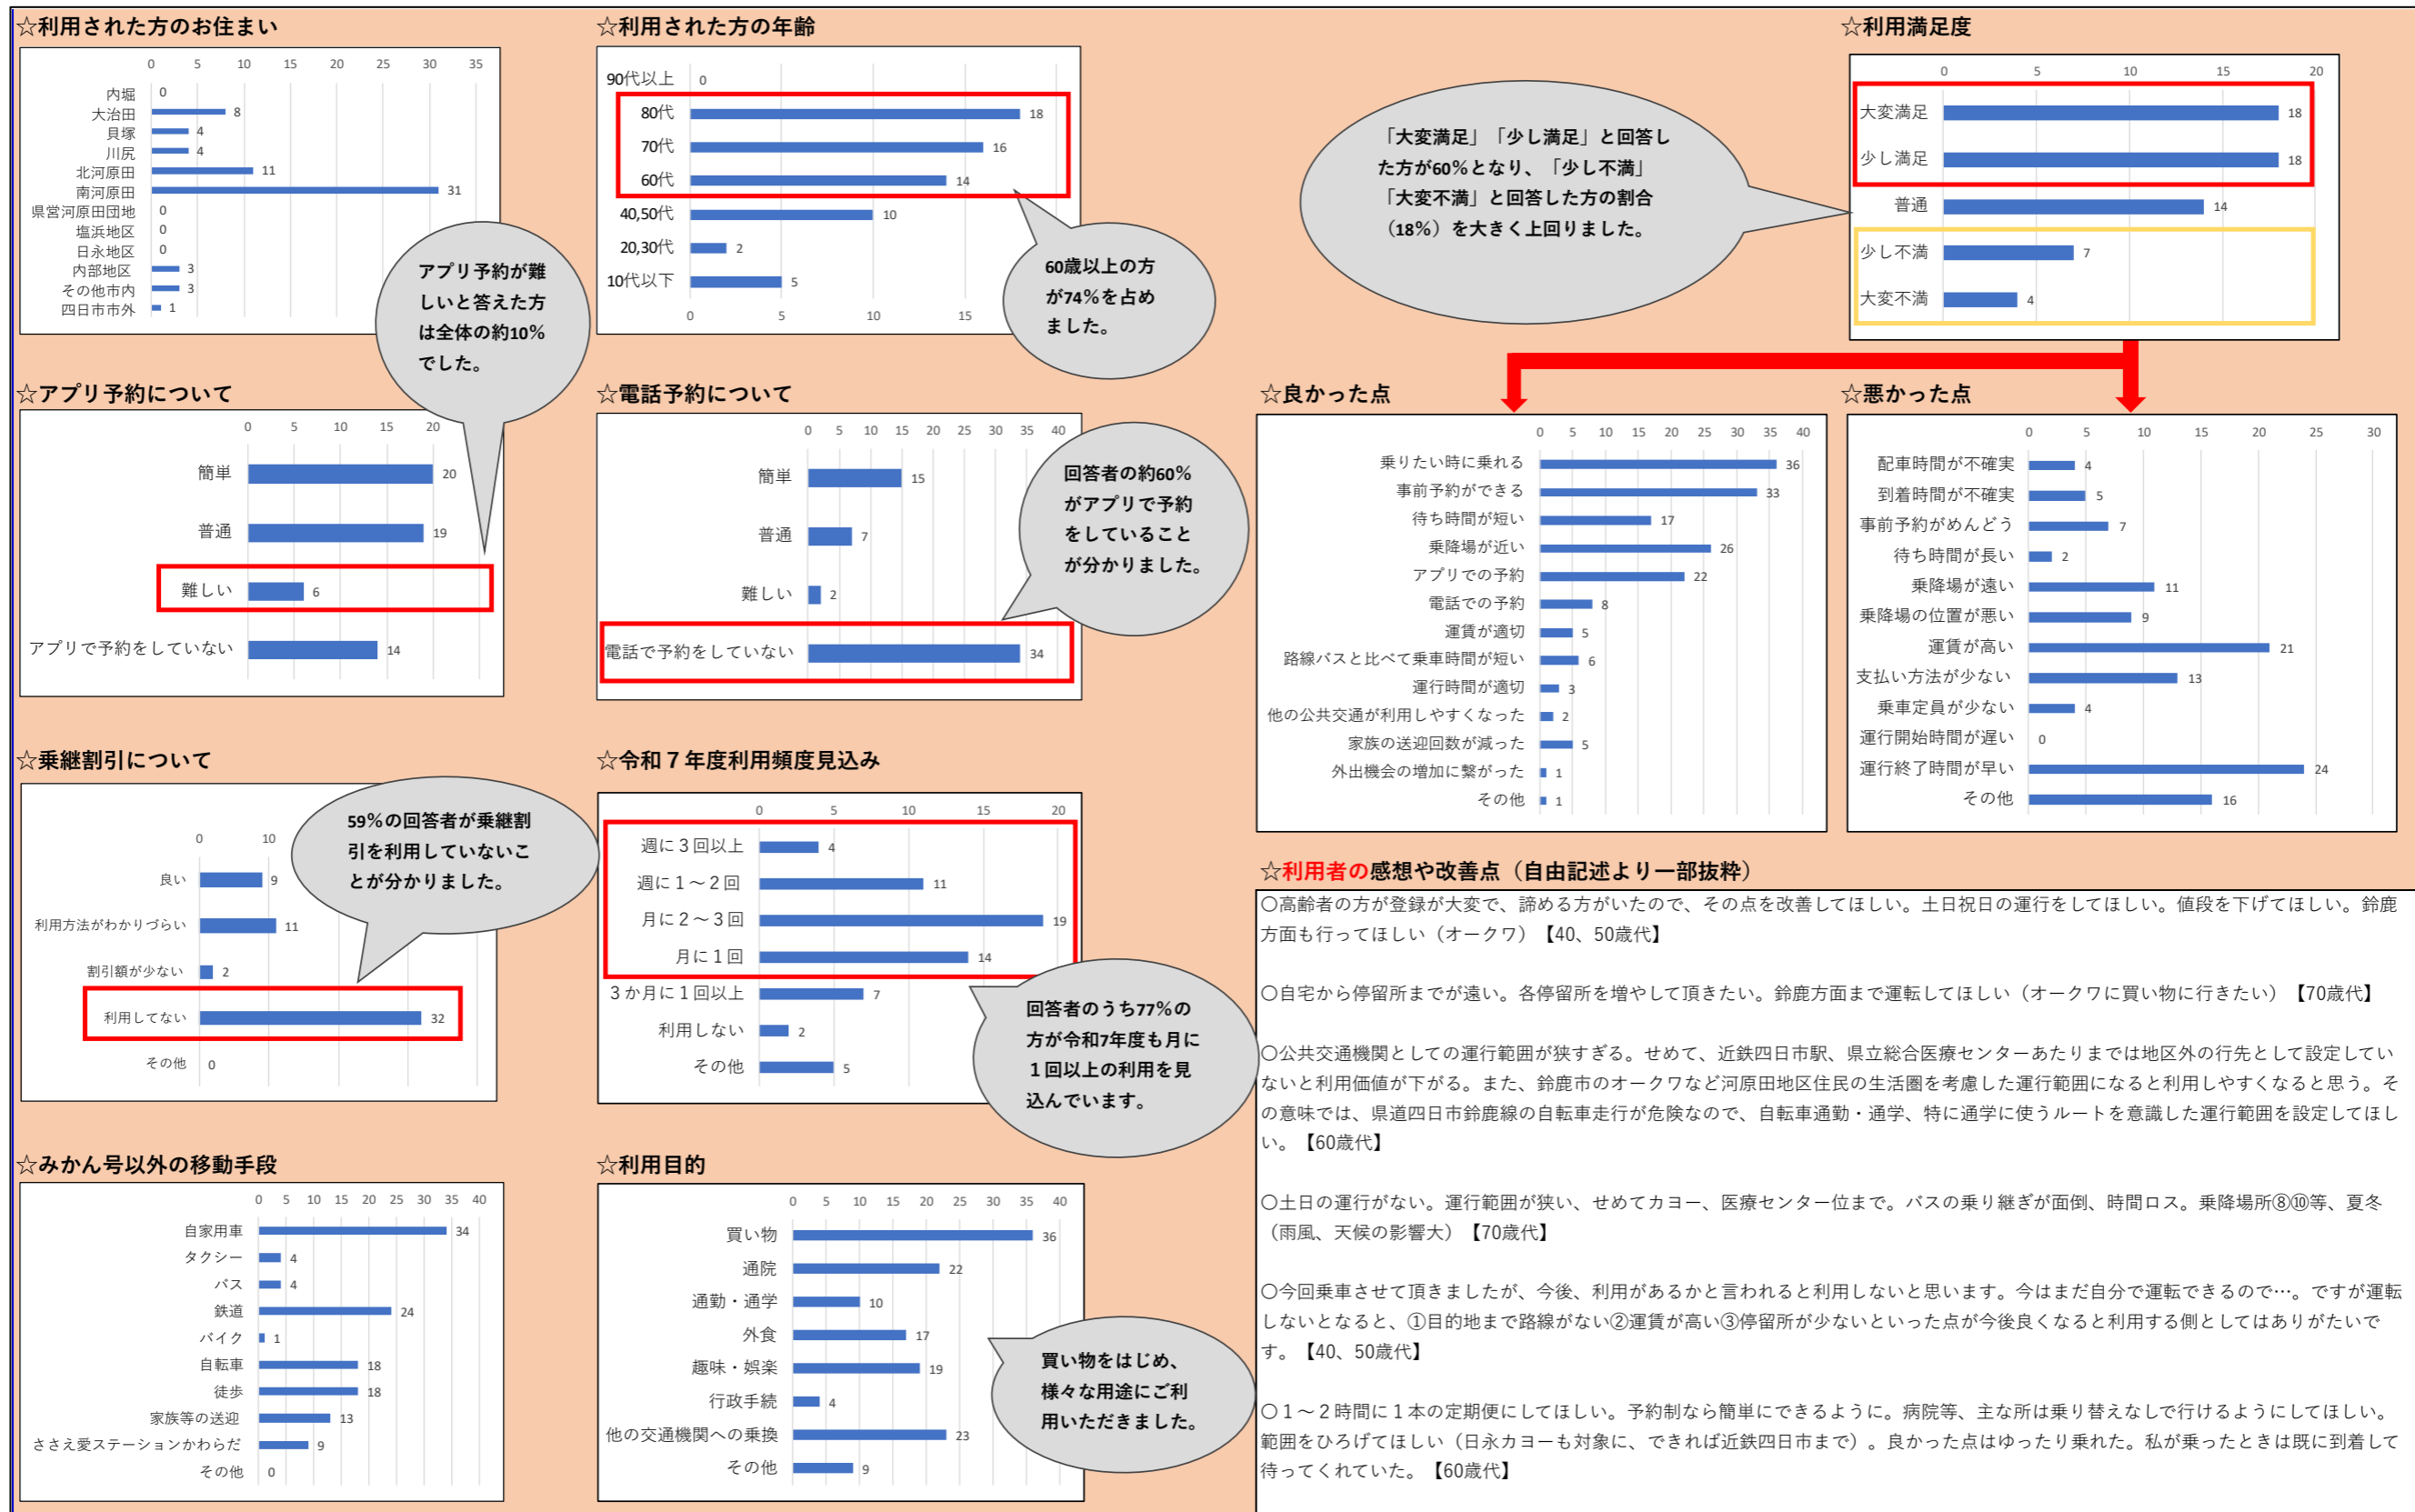 ☆利用された方のお住まい
0 5 10 15 20 25 30 35
内堀 0
大治田 8
貝塚 4
川尻 4
北河原田 11
南河原田 31
県営河原田団地 0
塩浜地区 0
日永地区 0
内部地区 3
その他市内 3
四日市市外 1
アプリ予約が難
しいと答えた方
は全体の約10%
でした。
☆利用された方の年齢
90代以上 0
80代 18
70代 16
60代 14
40,50代 10
20,30代 2
10代以下 5
0 5 10 15
60歳以上の方
が74%を占め
ました。
☆利用満足度
0 5 10 15 20
大変満足 18
少し満足 18
普通 14
少し不満 7
大変不満 4
「大変満足」「少し満足」と回答し
た方が60%となり、「少し不満」
「大変不満」と回答した方の割合
（18%）を大きく上回りました。
☆アプリ予約について
0 5 10 15 20
簡単 20
普通 19
難しい 6
アプリで予約をしていない 14
☆電話予約について
0 5 10 15 20 25 30 35 40
簡単 15
普通 7
難しい 2
電話で予約をしていない 34
回答者の約60%
がアプリで予約
をしていること
が分かりました。
☆良かった点
0 5 10 15 20 25 30 35 40
乗りたい時に乗れる 36
事前予約ができる 33
待ち時間が短い 17
乗降場が近い 26
アプリでの予約 22
電話での予約 8
運賃が適切 5
路線バスと比べて乗車時間が短い 6
運行時間が適切 3
他の公共交通が利用しやすくなった 2
家族の送迎回数が減った 5
外出機会の増加に繋がった 1
その他 1
☆悪かった点
0 5 10 15 20 25 30
配車時間が不確実 4
到着時間が不確実 5
事前予約がめんどう 7
待ち時間が長い 2
乗降場が遠い 11
乗降場の位置が悪い 9
運賃が高い 21
支払い方法が少ない 13
乗車定員が少ない 4
運行開始時間が遅い 0
運行終了時間が早い 24
その他 16
☆乗継割引について
0 10
良い 9
利用方法がわかりづらい 11
割引額が少ない 2
利用してない 32
その他 0
59%の回答者が乗継割
引を利用していないこ
とが分かりました。
☆令和７年度利用頻度見込み
0 5 10 15 20
週に３回以上 4
週に１～２回 11
月に２～３回 19
月に１回 14
３か月に１回以上 7
利用しない 2
その他 5
回答者のうち77%の
方が令和7年度も月に
１回以上の利用を見
込んでいます。
☆みかん号以外の移動手段
0 5 10 15 20 25 30 35 40
自家用車 34
タクシー 4
バス 4
鉄道 24
バイク 1
自転車 18
徒歩 18
家族等の送迎 13
ささえ愛ステーションかわらだ 9
その他 0
☆利用目的
0 5 10 15 20 25 30 35 40
買い物 36
通院 22
通勤・通学 10
外食 17
趣味・娯楽 19
行政手続 4
他の交通機関への乗換 23
その他 9
買い物をはじめ、
様々な用途にご利
用いただきました。
☆利用者の感想や改善点（自由記述より一部抜粋）
〇高齢者の方が登録が大変で、諦める方がいたので、その点を改善してほしい。土日祝日の運行をしてほしい。値段を下げてほしい。鈴鹿
方面も行ってほしい（オークワ）【40、50歳代】
〇自宅から停留所までが遠い。各停留所を増やして頂きたい。鈴鹿方面まで運転してほしい（オークワに買い物に行きたい）【70歳代】
〇公共交通機関としての運行範囲が狭すぎる。せめて、近鉄四日市駅、県立総合医療センターあたりまでは地区外の行先として設定してい
ないと利用価値が下がる。また、鈴鹿市のオークワなど河原田地区住民の生活圏を考慮した運行範囲になると利用しやすくなると思う。そ
の意味では、県道四日市鈴鹿線の自転車走行が危険なので、自転車通勤・通学、特に通学に使うルートを意識した運行範囲を設定してほし
い。【60歳代】
〇土日の運行がない。運行範囲が狭い、せめてカヨー、医療センター位まで。バスの乗り継ぎが面倒、時間ロス。乗降場所⑧⑩等、夏冬
（雨風、天候の影響大）【70歳代】
〇今回乗車させて頂きましたが、今後、利用があるかと言われると利用しないと思います。今はまだ自分で運転できるので…。ですが運転
しないとなると、①目的地まで路線がない②運賃が高い③停留所が少ないといった点が今後良くなると利用する側としてはありがたいで
す。【40、50歳代】
〇１～２時間に１本の定期便にしてほしい。予約制なら簡単にできるように。病院等、主な所は乗り替えなしで行けるようにしてほしい。
範囲をひろげてほしい（日永カヨーも対象に、できれば近鉄四日市まで）。良かった点はゆったり乗れた。私が乗ったときは既に到着して
待ってくれていた。【60歳代】